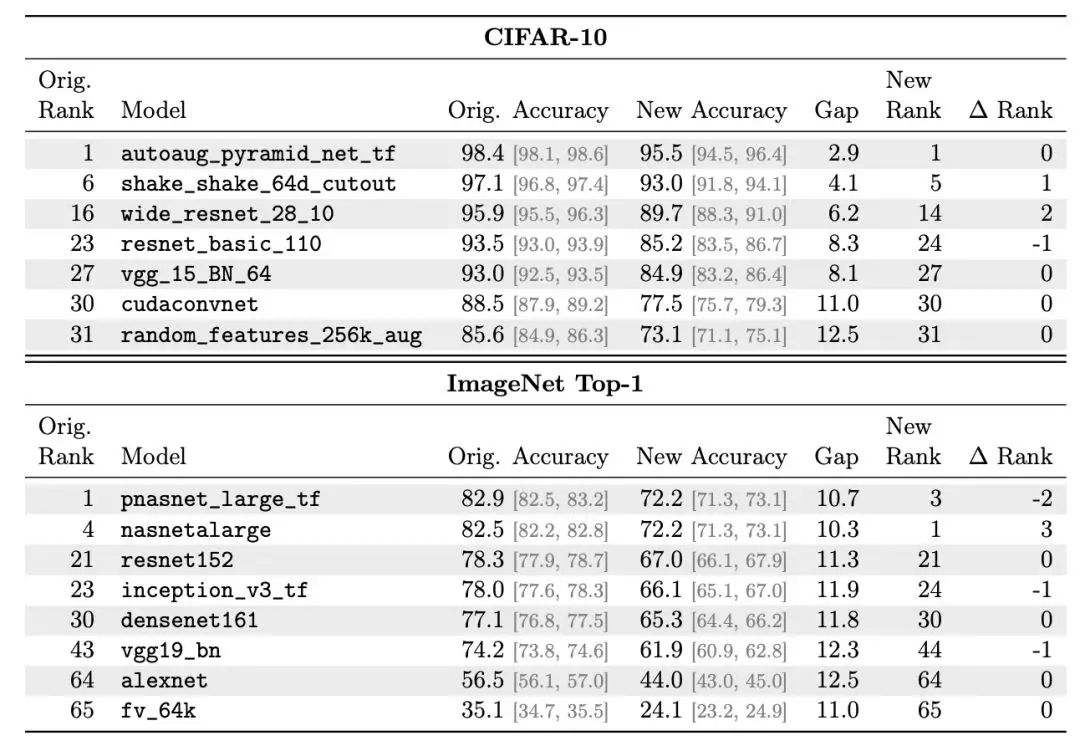 CIFAR-10
Orig. Rank Model Orig. Accuracy New Accuracy Gap New Rank Δ Rank
1 autoaug_pyramid_net_tf 98.4 [98.1, 98.6] 95.5 [94.5, 96.4] 2.9 1 0
6 shake_shake_64d_cutout 97.1 [96.8, 97.4] 93.0 [91.8, 94.1] 4.1 5 1
16 wide_resnet_28_10 95.9 [95.5, 96.3] 89.7 [88.3, 91.0] 6.2 14 2
23 resnet_basic_110 93.5 [93.0, 93.9] 85.2 [83.5, 86.7] 8.3 24 -1
27 vgg_15_BN_64 93.0 [92.5, 93.5] 84.9 [83.2, 86.4] 8.1 27 0
30 cudaconvnet 88.5 [87.9, 89.2] 77.5 [75.7, 79.3] 11.0 30 0
31 random_features_256k_aug 85.6 [84.9, 86.3] 73.1 [71.1, 75.1] 12.5 31 0
ImageNet Top-1
Orig. Rank Model Orig. Accuracy New Accuracy Gap New Rank Δ Rank
1 pnasnet_large_tf 82.9 [82.5, 83.2] 72.2 [71.3, 73.1] 10.7 3 -2
4 nasnetalarge 82.5 [82.2, 82.8] 72.2 [71.3, 73.1] 10.3 1 3
21 resnet152 78.3 [77.9, 78.7] 67.0 [66.1, 67.9] 11.3 21 0
23 inception_v3_tf 78.0 [77.6, 78.3] 66.1 [65.1, 67.0] 11.9 24 -1
30 densenet161 77.1 [76.8, 77.5] 65.3 [64.4, 66.2] 11.8 30 0
43 vgg19_bn 74.2 [73.8, 74.6] 61.9 [60.9, 62.8] 12.3 44 -1
64 alexnet 56.5 [56.1, 57.0] 44.0 [43.0, 45.0] 12.5 64 0
65 fv_64k 35.1 [34.7, 35.5] 24.1 [23.2, 24.9] 11.0 65 0